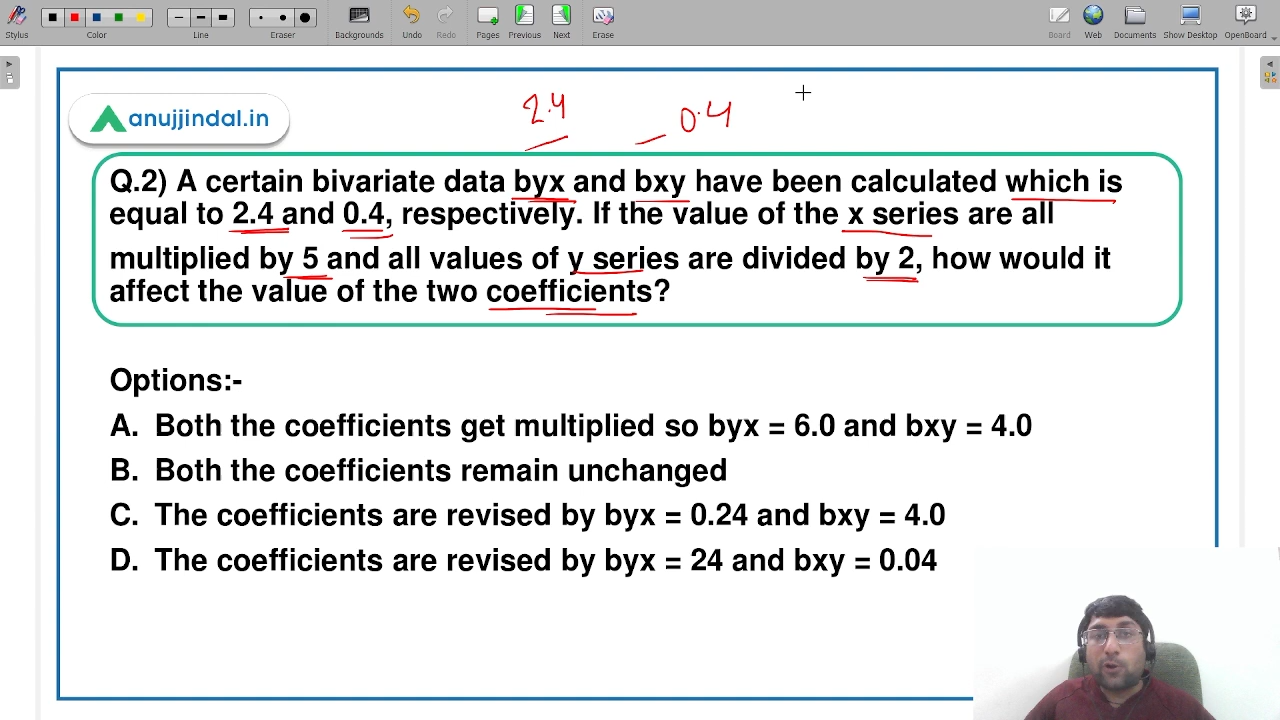 Stylus
Color
Line
Eraser
Backgrounds
Undo
Redo
Pages
Previous
Next
Erase
Board
Web
Documents
Show Desktop
OpenBoard
anujjindal.in
2.4
0.4
Q.2) A certain bivariate data byx and bxy have been calculated which is
equal to 2.4 and 0.4, respectively. If the value of the x series are all
multiplied by 5 and all values of y series are divided by 2, how would it
affect the value of the two coefficients?
Options:-
A. Both the coefficients get multiplied so byx = 6.0 and bxy = 4.0
B. Both the coefficients remain unchanged
C. The coefficients are revised by byx = 0.24 and bxy = 4.0
D. The coefficients are revised by byx = 24 and bxy = 0.04